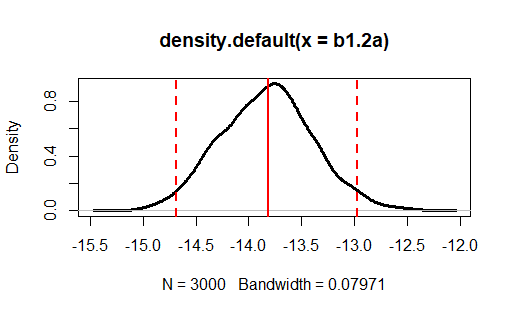 density.default(x = b1.2a)
Density
0.0 0.4 0.8
-15.5 -15.0 -14.5 -14.0 -13.5 -13.0 -12.5 -12.0
N = 3000 Bandwidth = 0.07971